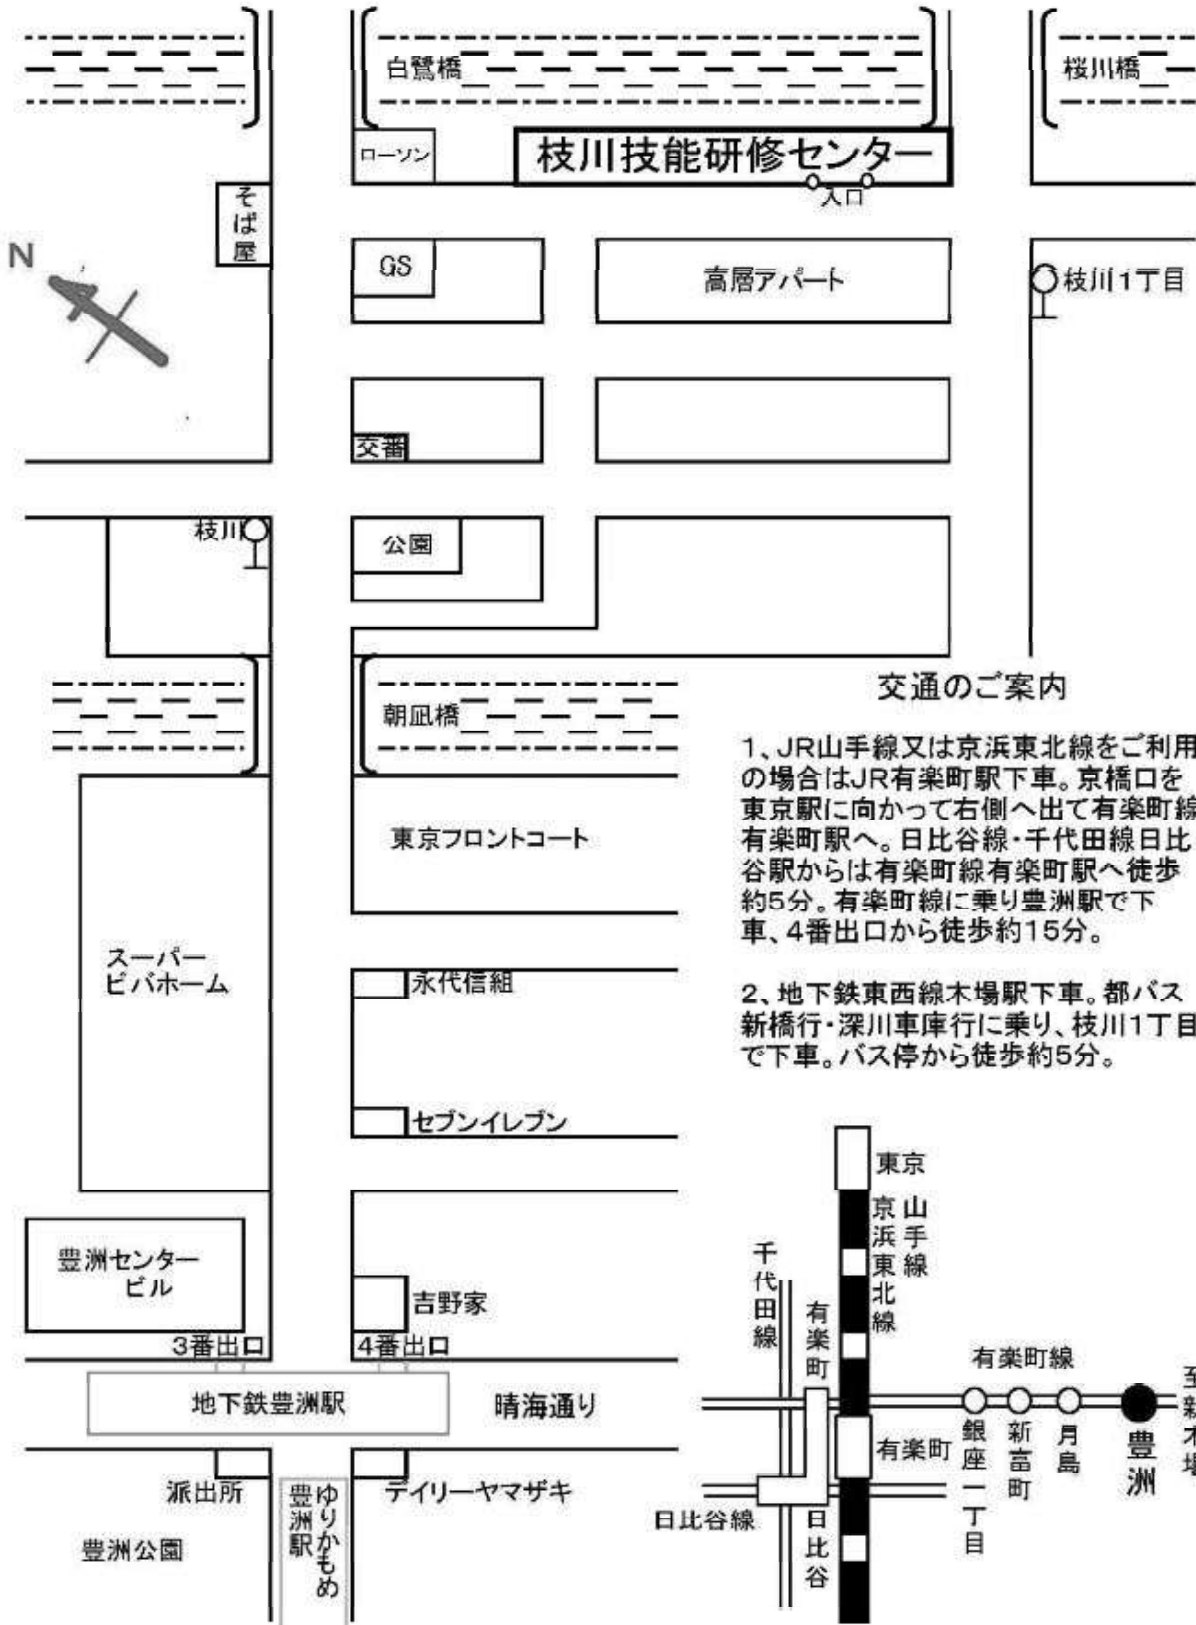 白鷺橋
桜川橋
ローソン
枝川技能研修センター
入口
そば屋
N
GS
高層アパート
枝川1丁目
交番
枝川
公園
朝凪橋
東京フロントコート
スーパー
ビバホーム
永代信組
セブンイレブン
豊洲センター
ビル
吉野家
3番出口
4番出口
地下鉄豊洲駅
晴海通り
派出所
デイリーヤマザキ
豊洲公園
ゆりかもめ
豊洲駅
交通のご案内
1、JR山手線又は京浜東北線をご利用
の場合はJR有楽町駅下車。京橋口を
東京駅に向かって右側へ出て有楽町線
有楽町駅へ。日比谷線・千代田線日比
谷駅からは有楽町線有楽町駅へ徒歩
約5分。有楽町線に乗り豊洲駅で下
車、4番出口から徒歩約15分。
2、地下鉄東西線木場駅下車。都バス
新橋行・深川車庫行に乗り、枝川1丁目
で下車。バス停から徒歩約5分。
東京
山手線
京浜東北線
千代田線
有楽町
有楽町線
有楽町
銀座一丁目
新富町
月島
豊洲
至新木場
日比谷線
日比谷